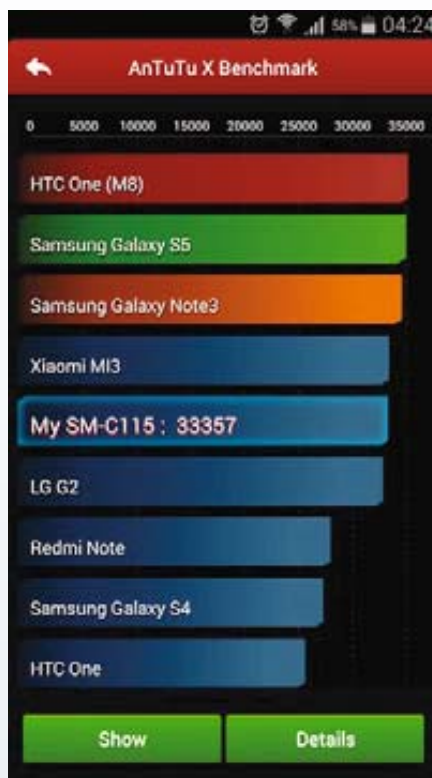 58% 04:24
AnTuTu X Benchmark
0 5000 10000 15000 20000 25000 30000 35000
HTC One (M8)
Samsung Galaxy S5
Samsung Galaxy Note3
Xiaomi MI3
My SM-C115 : 33357
LG G2
Redmi Note
Samsung Galaxy S4
HTC One
Show Details